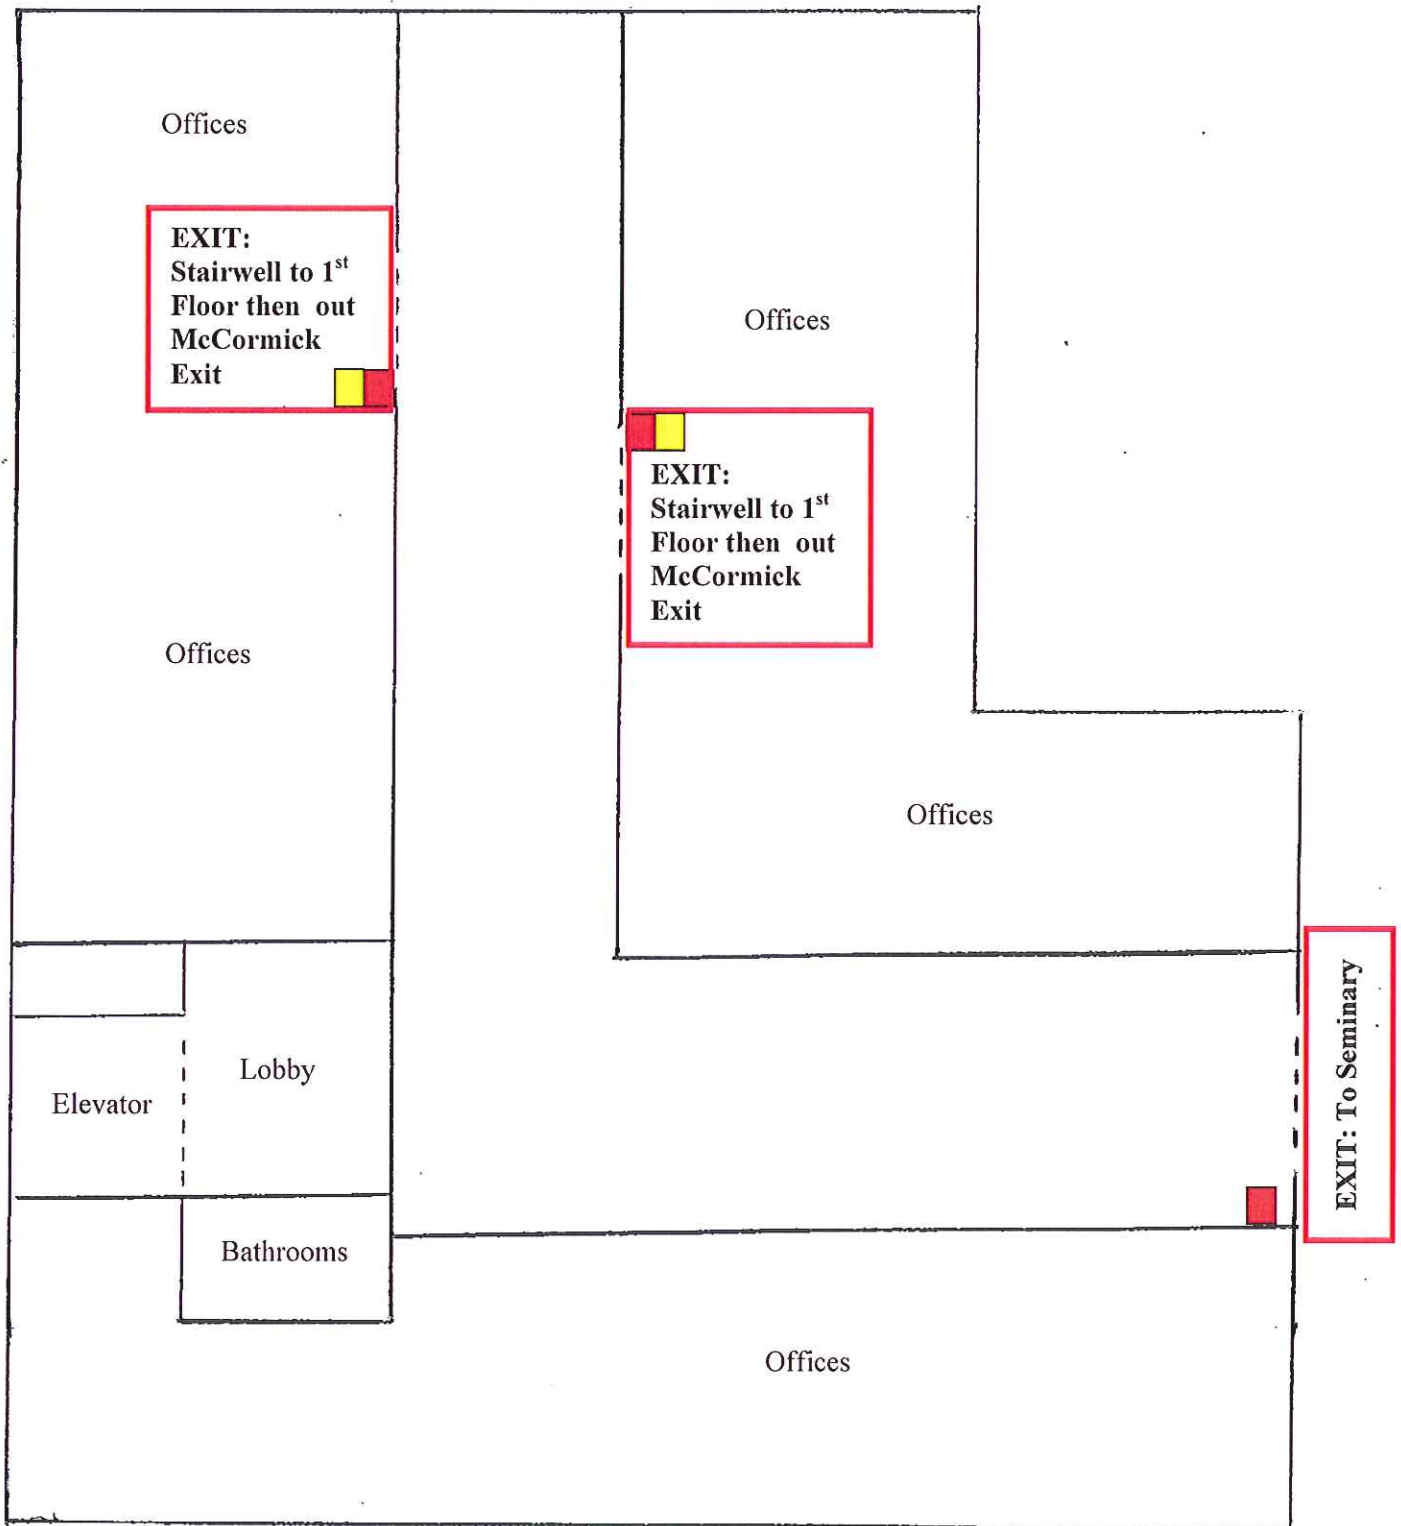 Offices
EXIT:
Stairwell to 1st
Floor then out
McCormick
Exit
Offices
EXIT:
Stairwell to 1st
Floor then out
McCormick
Exit
Offices
Offices
EXIT: To Seminary
Lobby
Elevator
Bathrooms
Offices